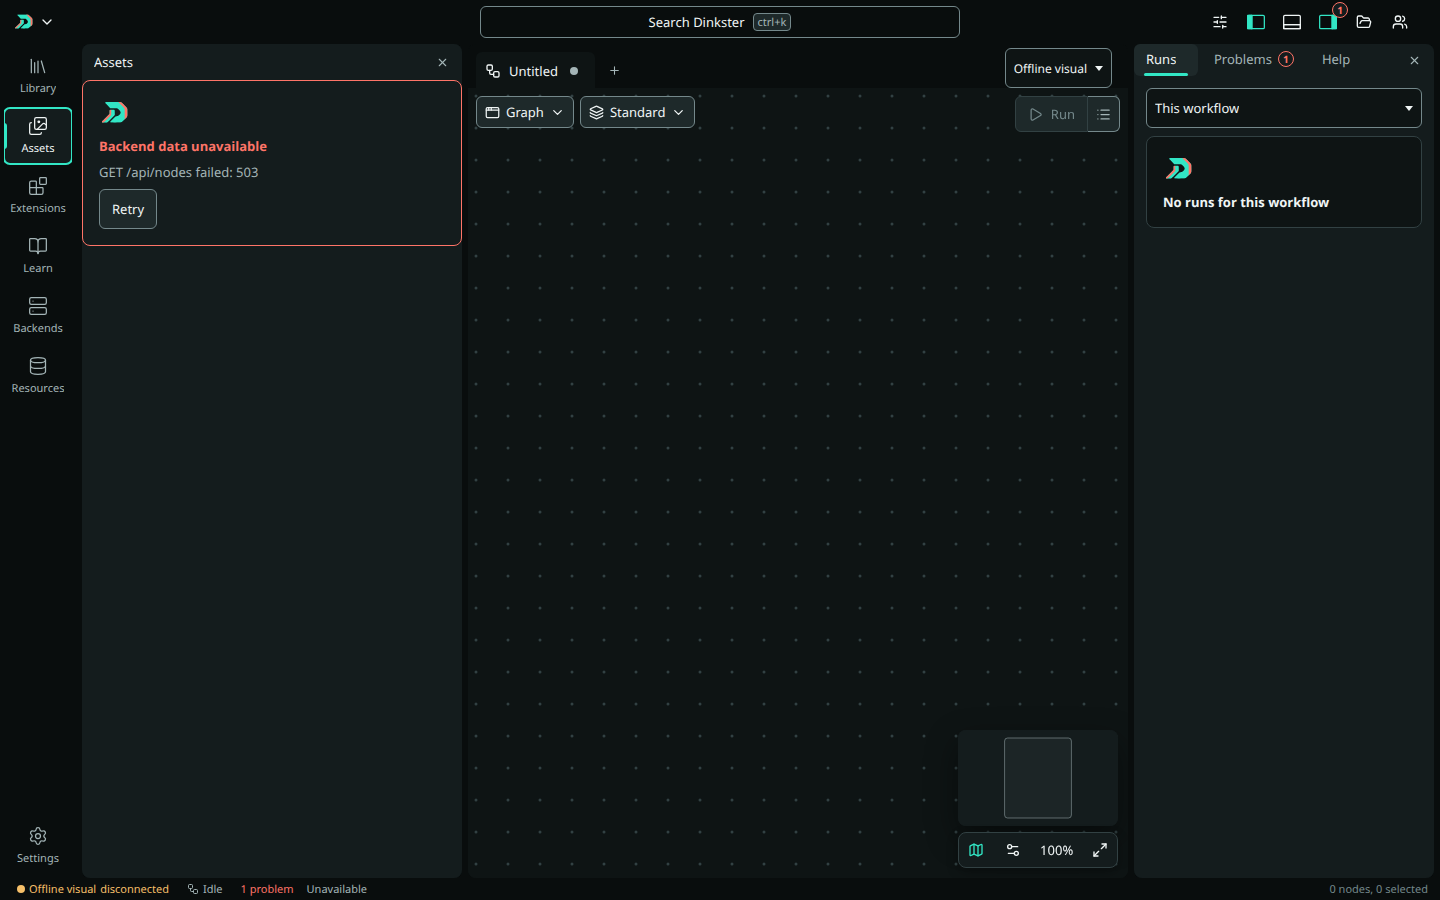 Search Dinkster ctrl+k
1
Library
Assets
Extensions
Learn
Backends
Resources
Settings
Assets
Backend data unavailable
GET /api/nodes failed: 503
Retry
Untitled
Offline visual
Graph
Standard
Run
100%
Runs
Problems 1
Help
This workflow
No runs for this workflow
Offline visual disconnected
Idle
1 problem
Unavailable
0 nodes, 0 selected